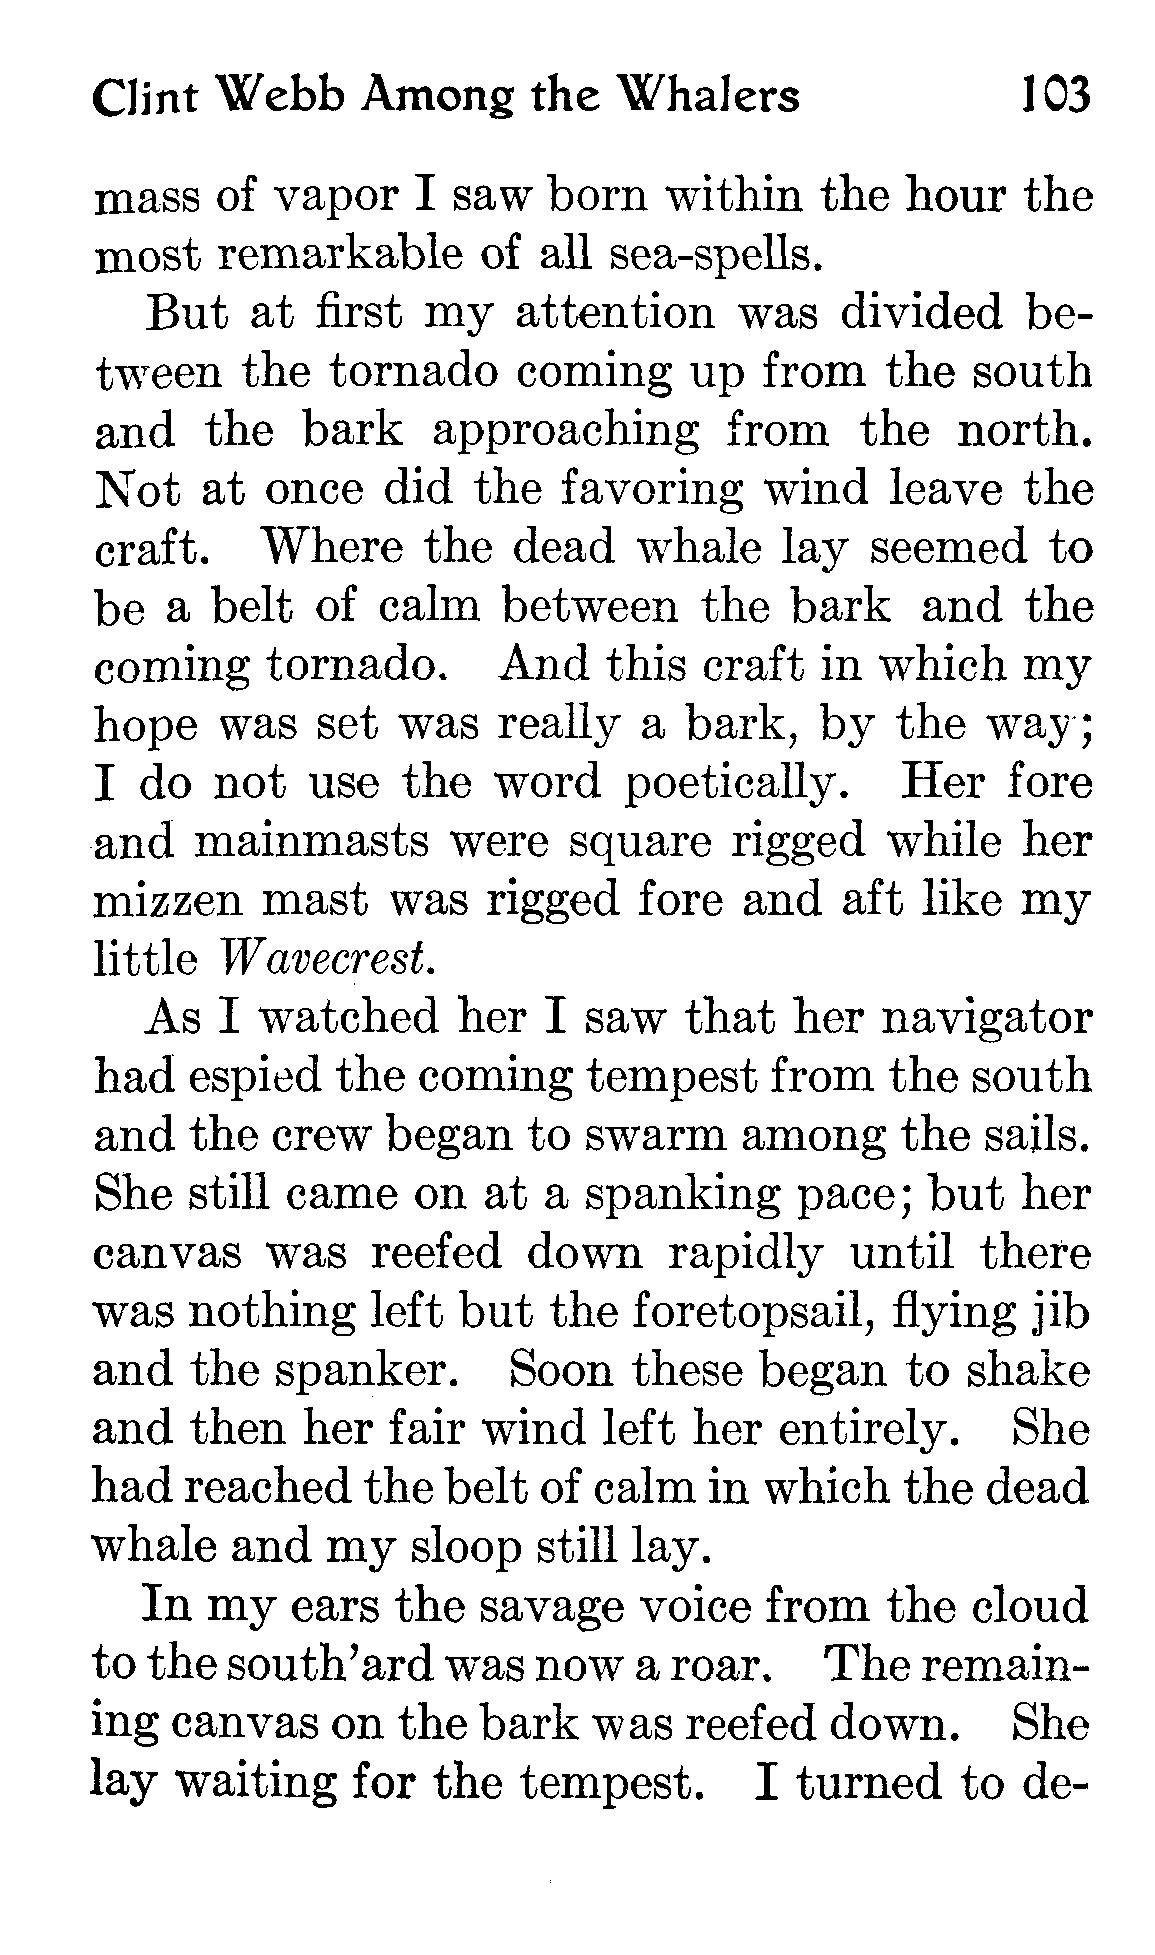 Clint Webb Among the Whalers 103
mass of vapor I saw born within the hour the
most remarkable of all sea-spells.
But at first my attention was divided be-
tween the tornado coming up from the south
and the bark approaching from the north.
Not at once did the favoring wind leave the
craft. Where the dead whale lay seemed to
be a belt of calm between the bark and the
coming tornado. And this craft in which my
hope was set was really a bark, by the way;
I do not use the word poetically. Her fore
and mainmasts were square rigged while her
mizzen mast was rigged fore and aft like my
little Wavecrest.
As I watched her I saw that her navigator
had espied the coming tempest from the south
and the crew began to swarm among the sails.
She still came on at a spanking pace; but her
canvas was reefed down rapidly until there
was nothing left but the foretopsail, flying jib
and the spanker. Soon these began to shake
and then her fair wind left her entirely. She
had reached the belt of calm in which the dead
whale and my sloop still lay.
In my ears the savage voice from the cloud
to the south'ard was now a roar. The remain-
ing canvas on the bark was reefed down. She
lay waiting for the tempest. I turned to de-